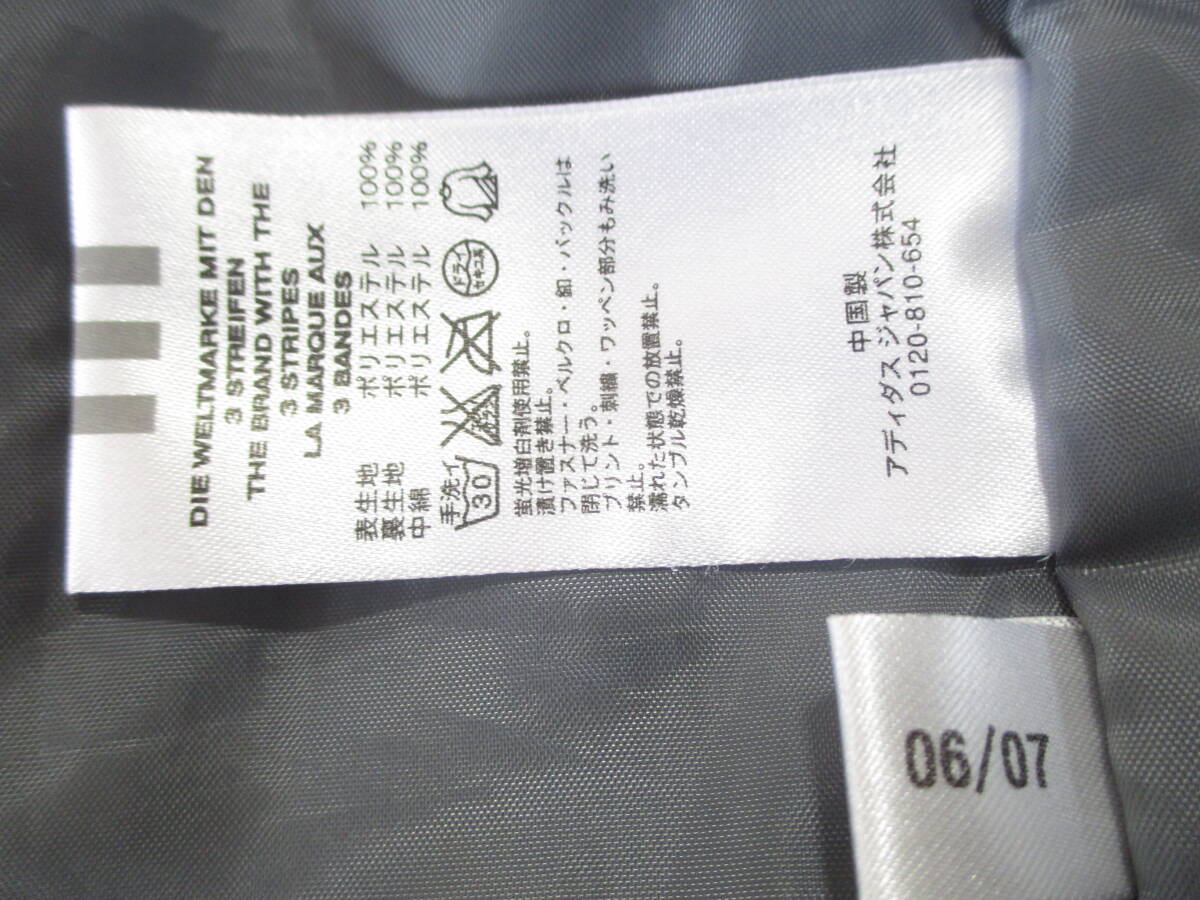 DIE WELTMARKE MIT DEN
3 STREIFEN
THE BRAND WITH THE
3 STRIPES
LA MARQUE AUX
3 BANDES
表生地 ポリエステル 100%
裏生地 ポリエステル 100%
中綿 ポリエステル 100%
手洗イ
30
ドライ
セキユ系
蛍光増白剤使用禁止。
漬け置き禁止。
ファスナー・ベルクロ・釦・バックルは
閉じて洗う。
プリント・刺繍・ワッペン部分もみ洗い
禁止。
濡れた状態での放置禁止。
タンブル乾燥禁止。
中国製
アディダス ジャパン株式会社
0120-810-654
06/07